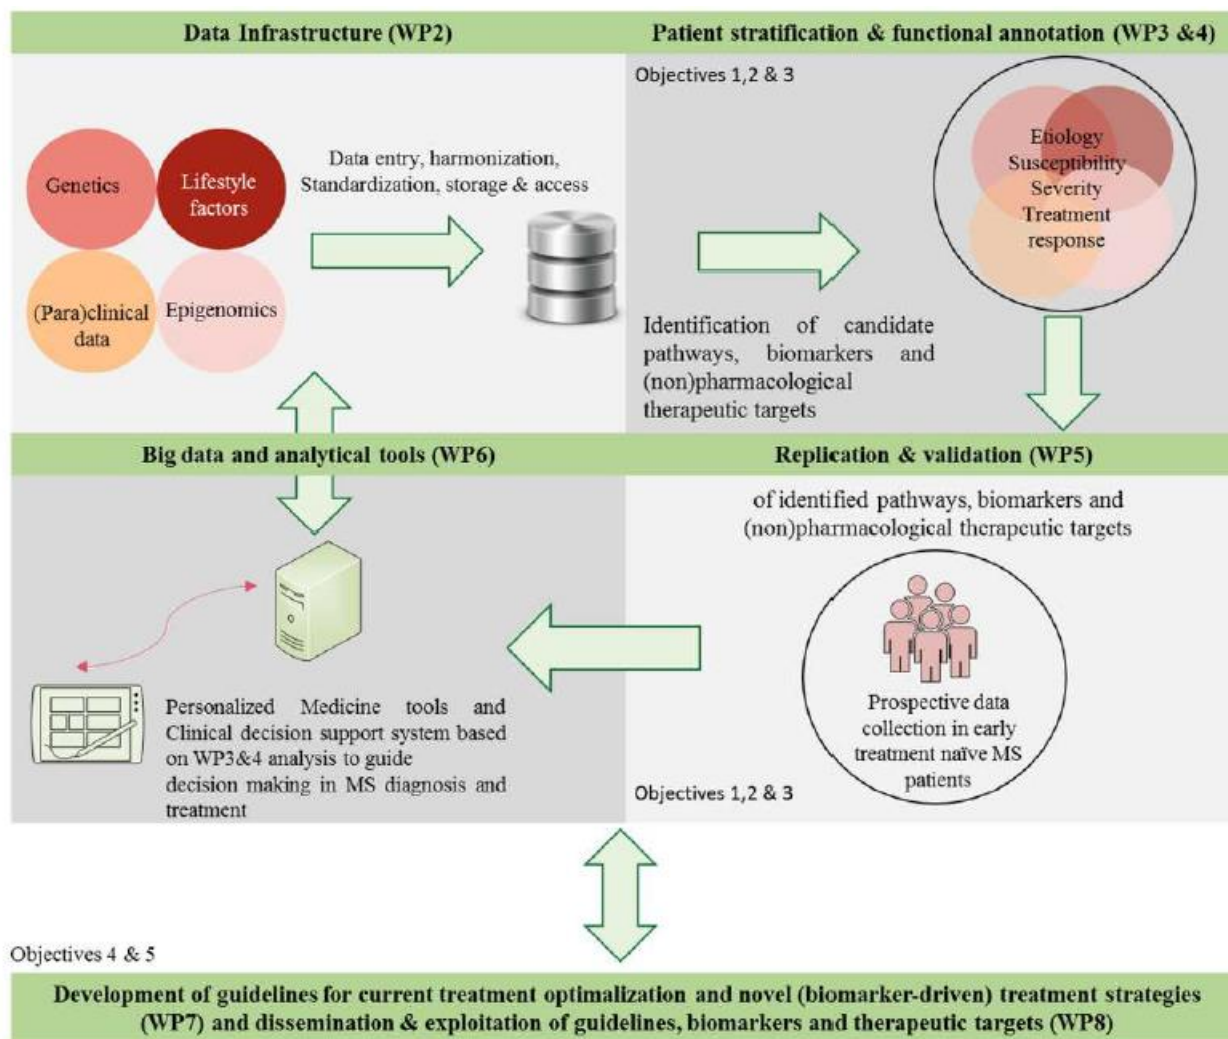 Data Infrastructure (WP2)
Genetics
Lifestyle
factors
(Para)clinical
data
Epigenomics
Data entry, harmonization,
Standardization, storage & access
Patient stratification & functional annotation (WP3 &4)
Objectives 1,2 & 3
Etiology
Susceptibility
Severity
Treatment
response
Identification of candidate
pathways, biomarkers and
(non)pharmacological
therapeutic targets
Big data and analytical tools (WP6)
Personalized Medicine tools and
Clinical decision support system based
on WP3&4 analysis to guide
decision making in MS diagnosis and
treatment
Replication & validation (WP5)
of identified pathways, biomarkers and
(non)pharmacological therapeutic targets
Prospective data
collection in early
treatment naïve MS
patients
Objectives 1,2 & 3
Objectives 4 & 5
Development of guidelines for current treatment optimalization and novel (biomarker-driven) treatment strategies
(WP7) and dissemination & exploitation of guidelines, biomarkers and therapeutic targets (WP8)